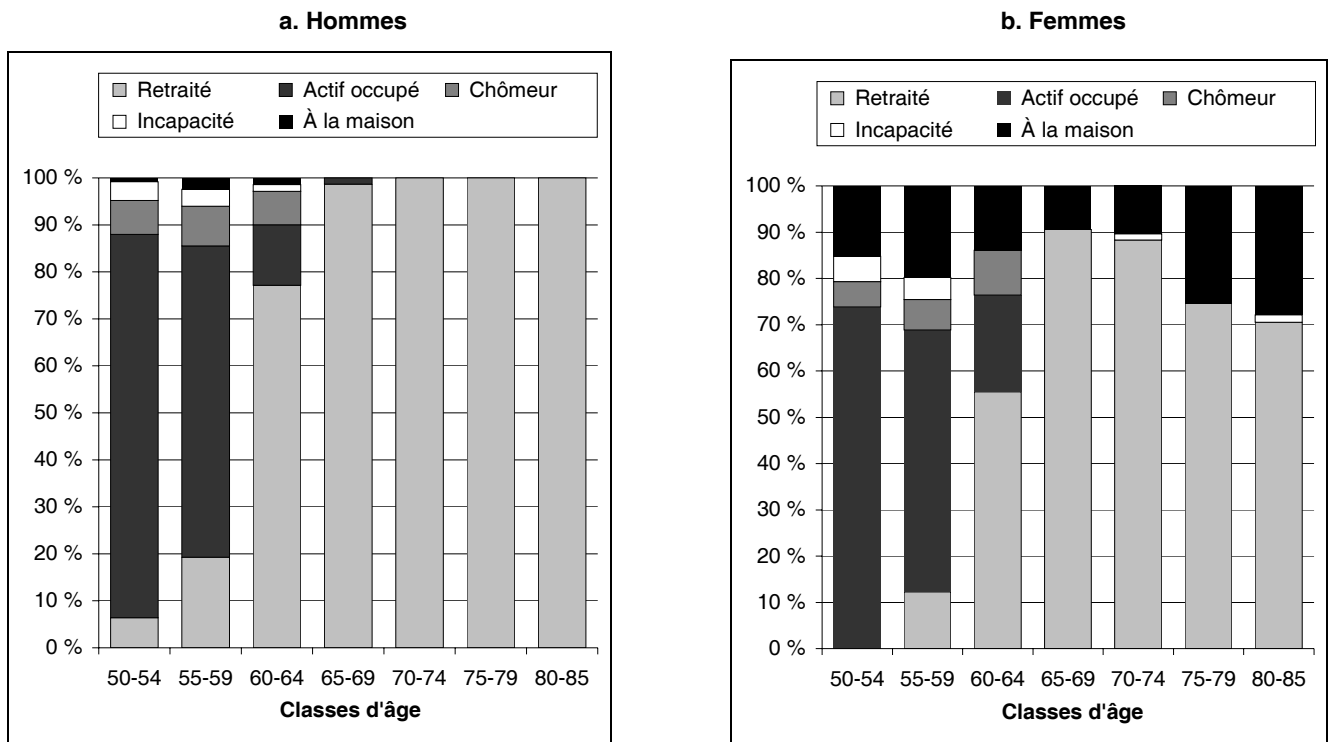 a. Hommes
Retraité Actif occupé Chômeur
Incapacité À la maison
100 %
90 %
80 %
70 %
60 %
50 %
40 %
30 %
20 %
10 %
0 %
50-54 55-59 60-64 65-69 70-74 75-79 80-85
Classes d'âge
b. Femmes
Retraité Actif occupé Chômeur
Incapacité À la maison
100 %
90 %
80 %
70 %
60 %
50 %
40 %
30 %
20 %
10 %
0 %
50-54 55-59 60-64 65-69 70-74 75-79 80-85
Classes d'âge